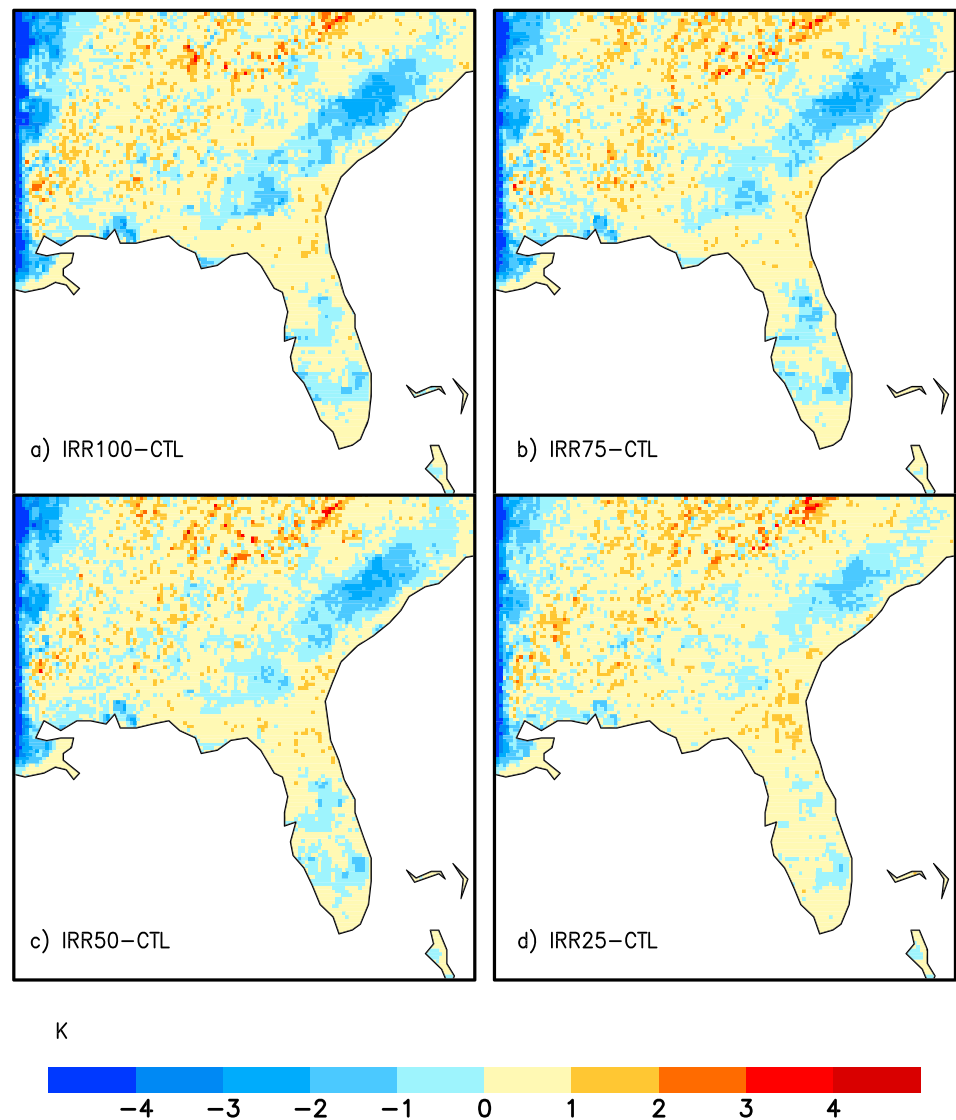 a) IRR100−CTL
b) IRR75−CTL
c) IRR50−CTL
d) IRR25−CTL
K
−4 −3 −2 −1 0 1 2 3 4